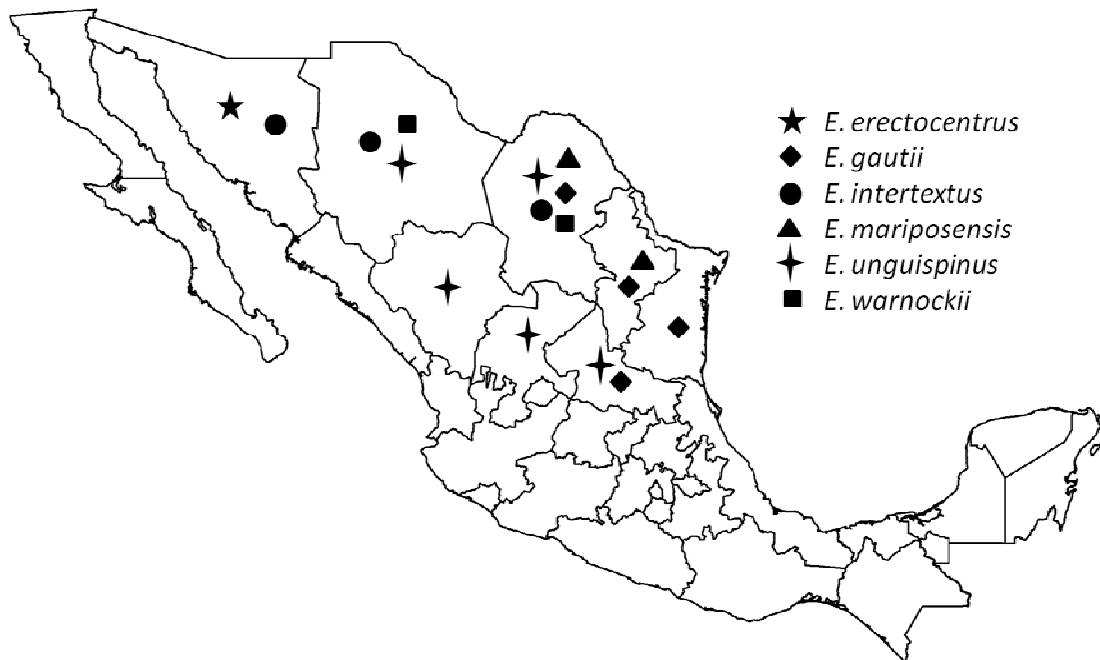 E. erectocentrus
E. gautii
E. intertextus
E. mariposensis
E. unguispinus
E. warnockii